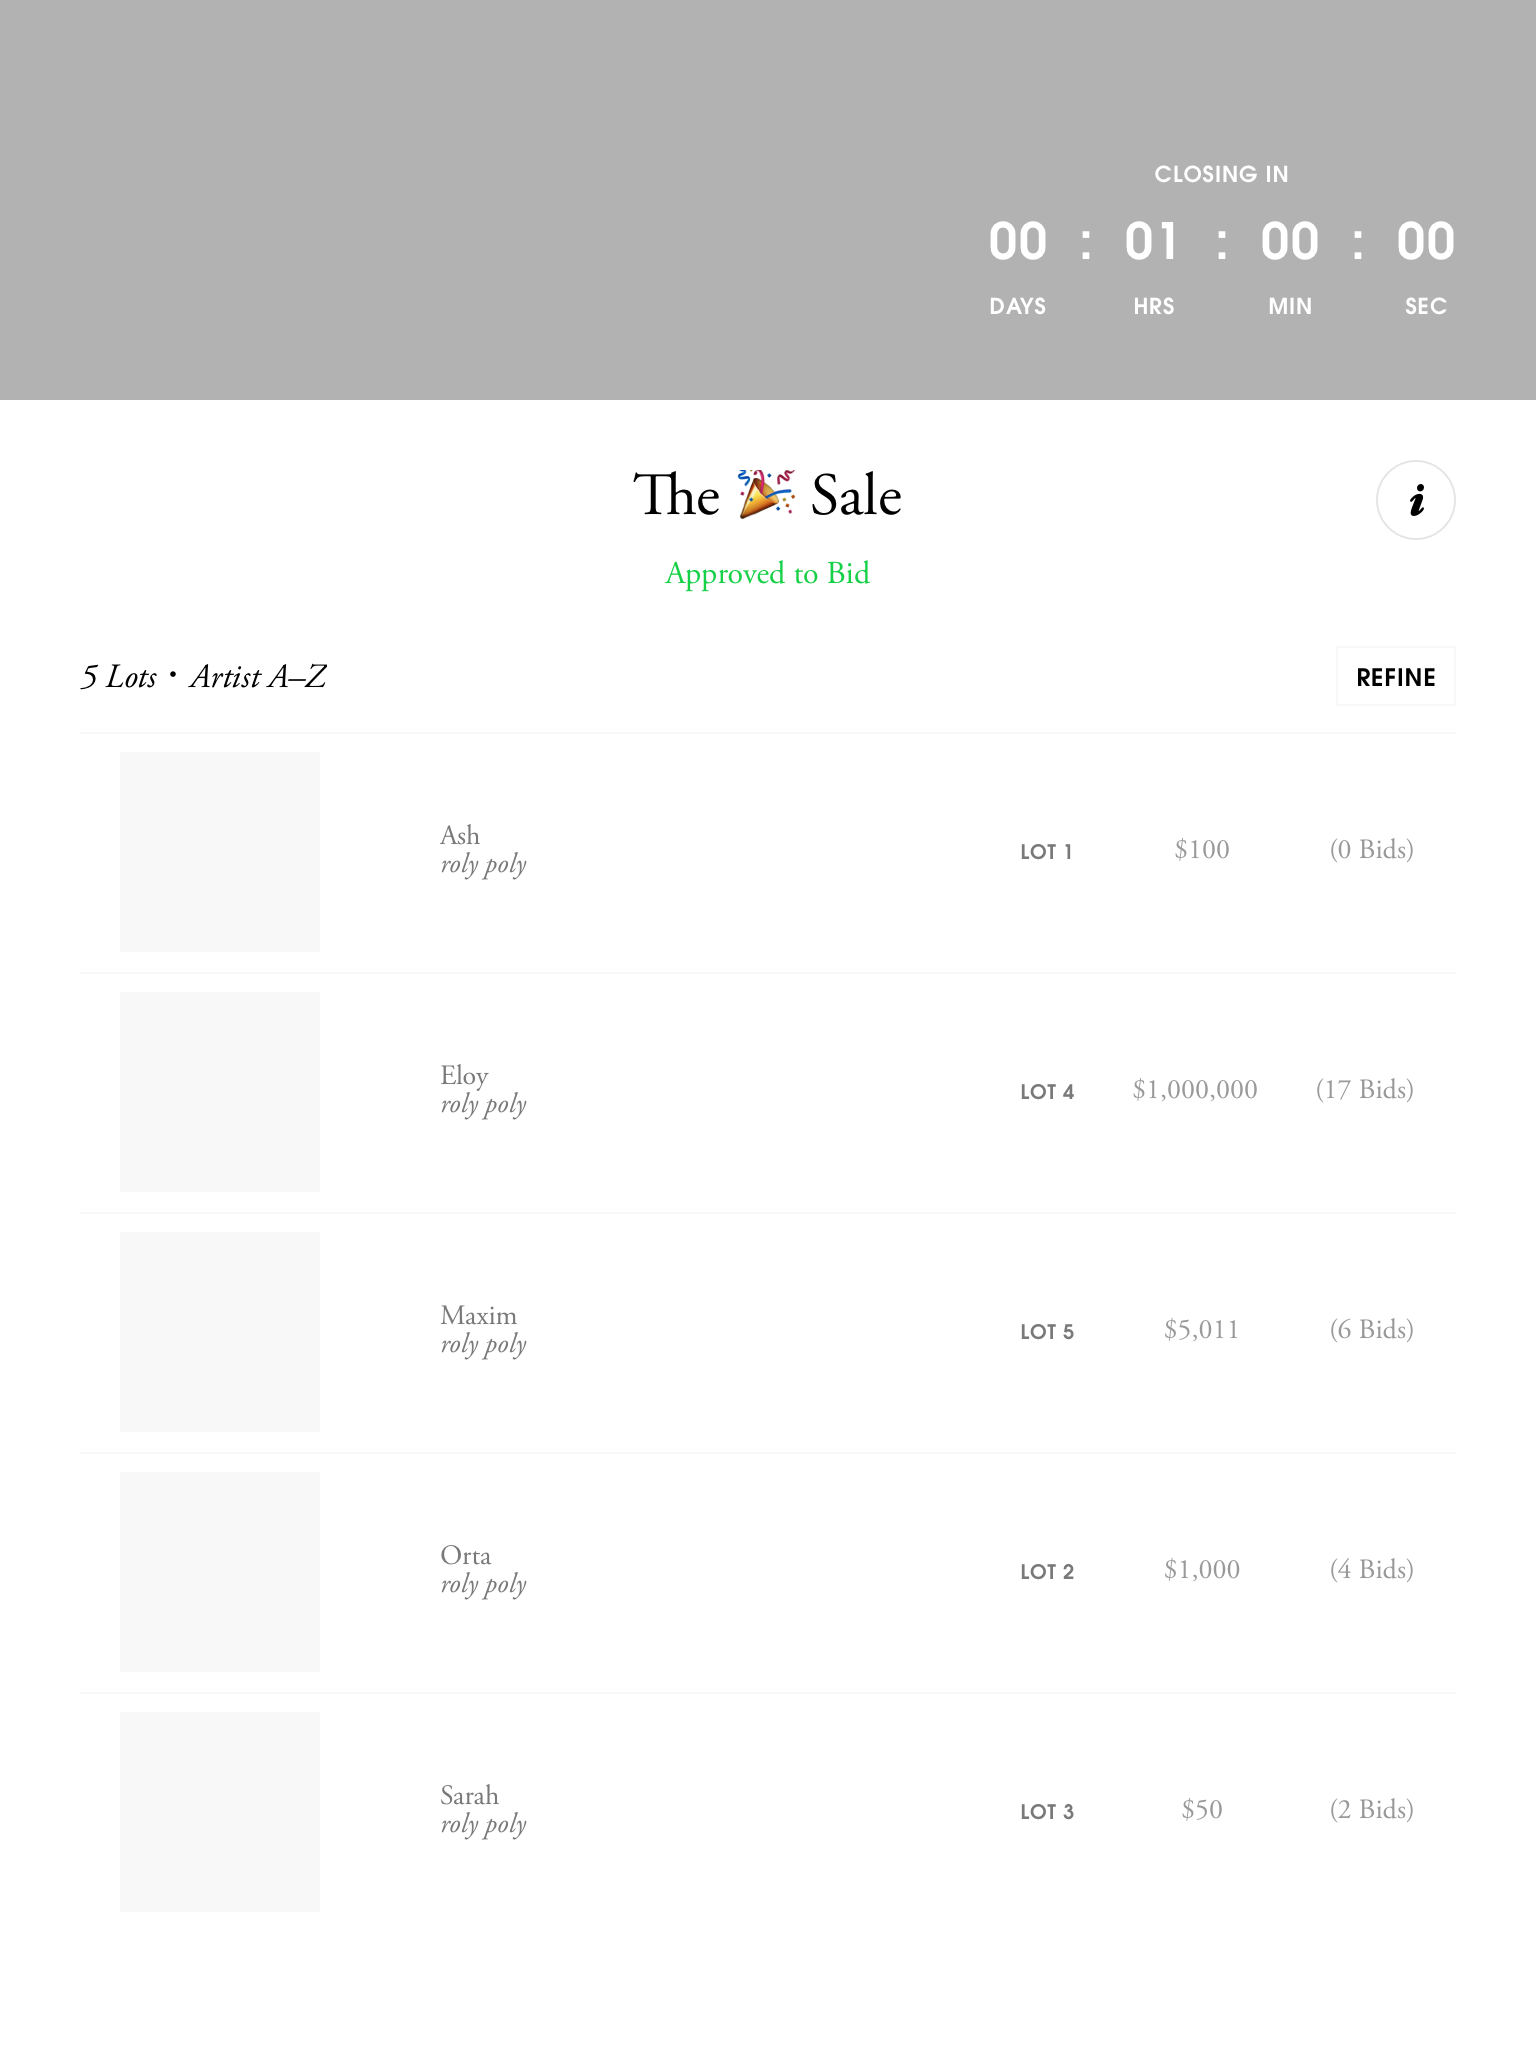 CLOSING IN
00 : 01 : 00 : 00
DAYS HRS MIN SEC
The 🎉 Sale
i
Approved to Bid
5 Lots • Artist A–Z
REFINE
Ash
roly poly
LOT 1 $100 (0 Bids)
Eloy
roly poly
LOT 4 $1,000,000 (17 Bids)
Maxim
roly poly
LOT 5 $5,011 (6 Bids)
Orta
roly poly
LOT 2 $1,000 (4 Bids)
Sarah
roly poly
LOT 3 $50 (2 Bids)